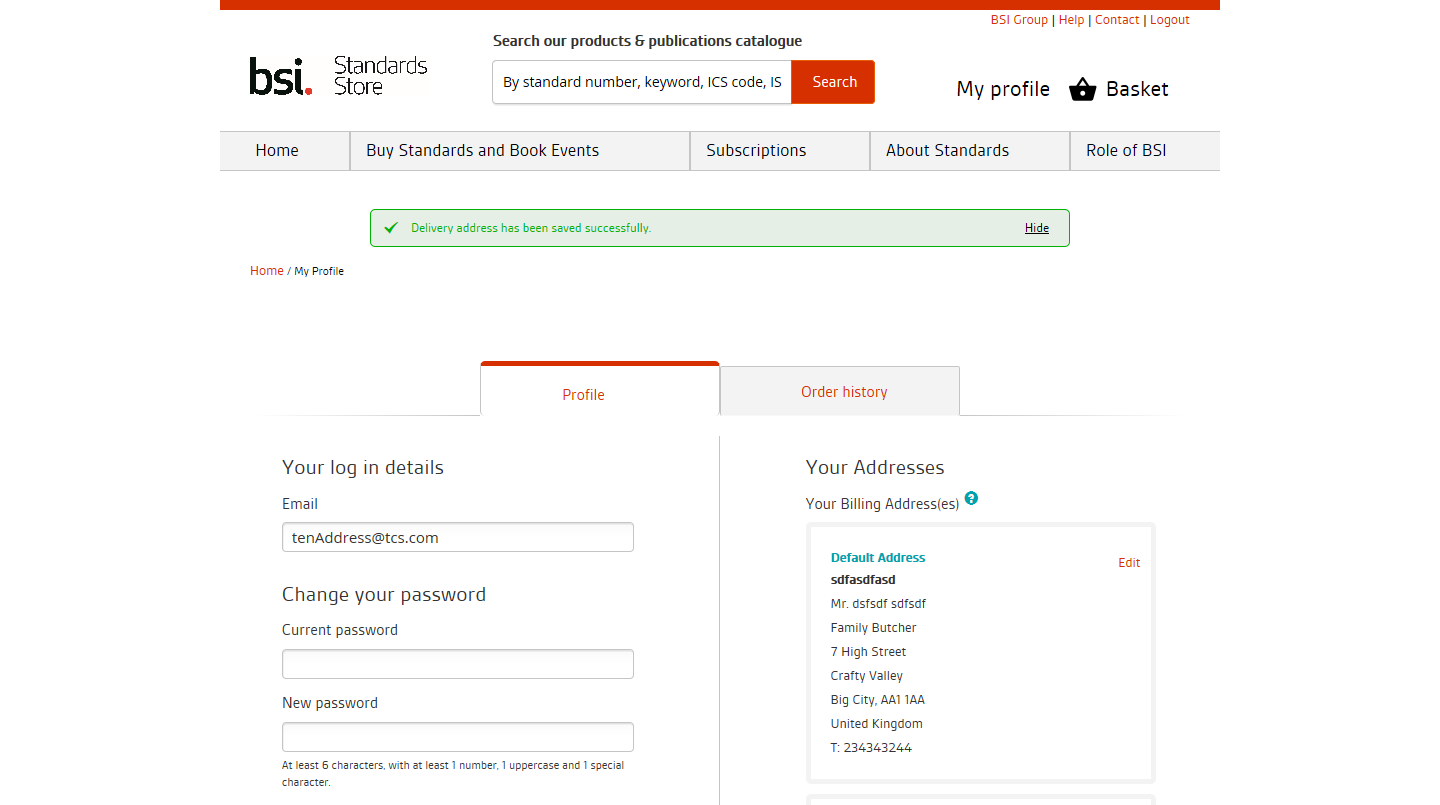 BSI Group | Help | Contact | Logout
bsi. Standards Store
Search our products & publications catalogue
By standard number, keyword, ICS code, IS
Search
My profile
Basket
Home
Buy Standards and Book Events
Subscriptions
About Standards
Role of BSI
Delivery address has been saved successfully.
Hide
Home / My Profile
Profile
Order history
Your log in details
Email
tenAddress@tcs.com
Change your password
Current password
New password
At least 6 characters, with at least 1 number, 1 uppercase and 1 special
character.
Your Addresses
Your Billing Address(es) ?
Default Address
Edit
sdfasdfasd
Mr. dsfsdf sdfsdf
Family Butcher
7 High Street
Crafty Valley
Big City, AA1 1AA
United Kingdom
T: 234343244